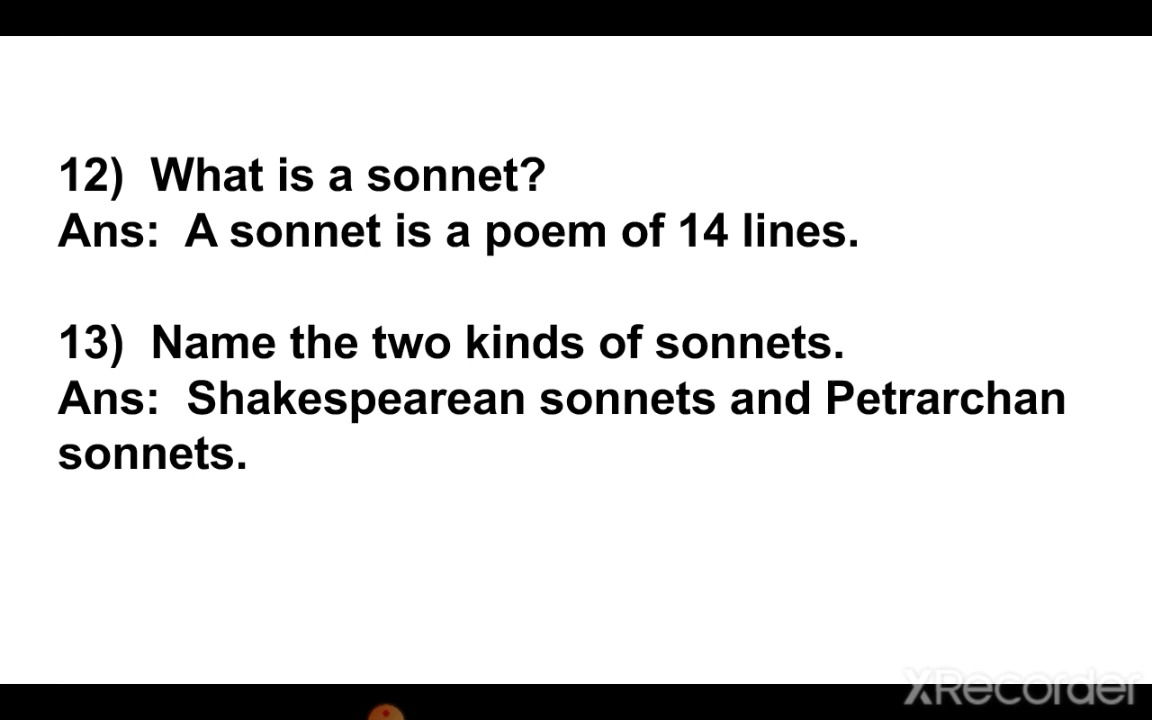 12)  What is a sonnet?
Ans:  A sonnet is a poem of 14 lines.
13)  Name the two kinds of sonnets.
Ans:  Shakespearean sonnets and Petrarchan
sonnets.
XRecorder